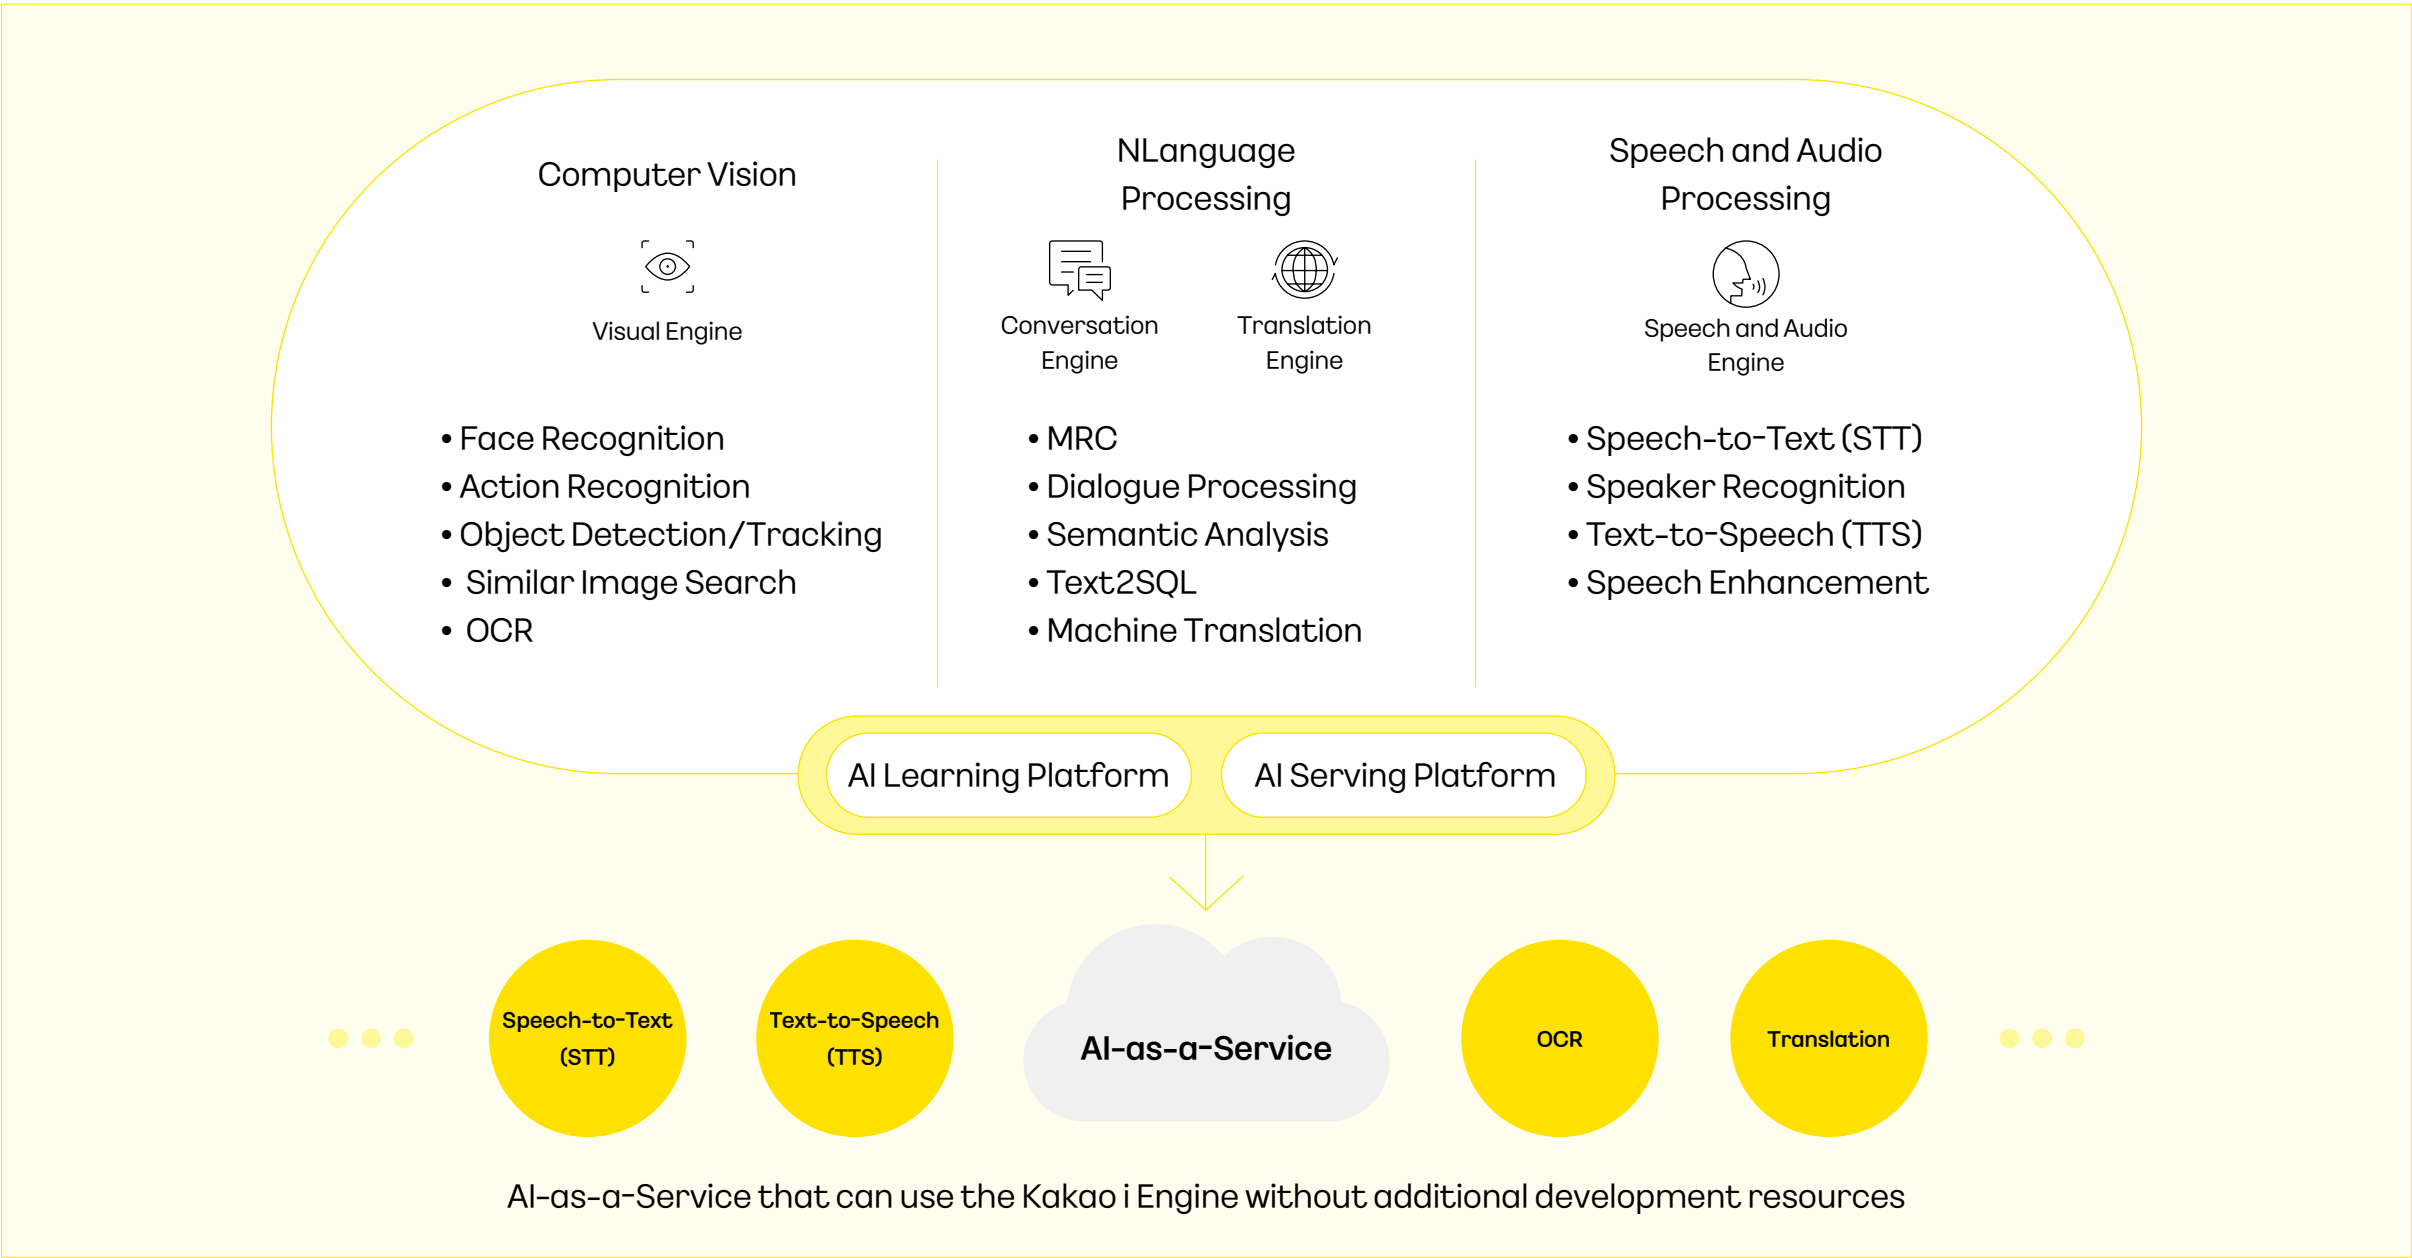 Computer Vision
Visual Engine
• Face Recognition
• Action Recognition
• Object Detection/Tracking
• Similar Image Search
• OCR
NLanguage
Processing
Conversation
Engine
Translation
Engine
• MRC
• Dialogue Processing
• Semantic Analysis
• Text2SQL
• Machine Translation
Speech and Audio
Processing
Speech and Audio
Engine
• Speech-to-Text (STT)
• Speaker Recognition
• Text-to-Speech (TTS)
• Speech Enhancement
AI Learning Platform
AI Serving Platform
Speech-to-Text
(STT)
Text-to-Speech
(TTS)
AI-as-a-Service
OCR
Translation
AI-as-a-Service that can use the Kakao i Engine without additional development resources